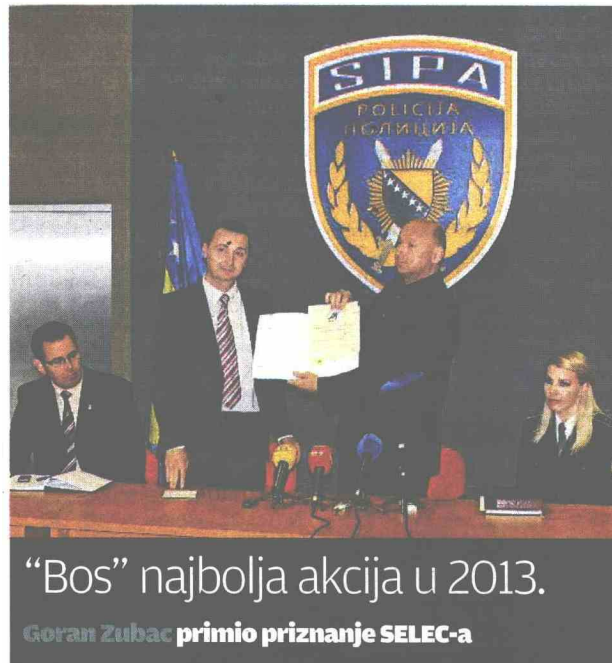 SIPA
POLICIJA
ПОЛИЦИЈА
“Bos” najbolja akcija u 2013.
Goran Zubac primio priznanje SELEC-a